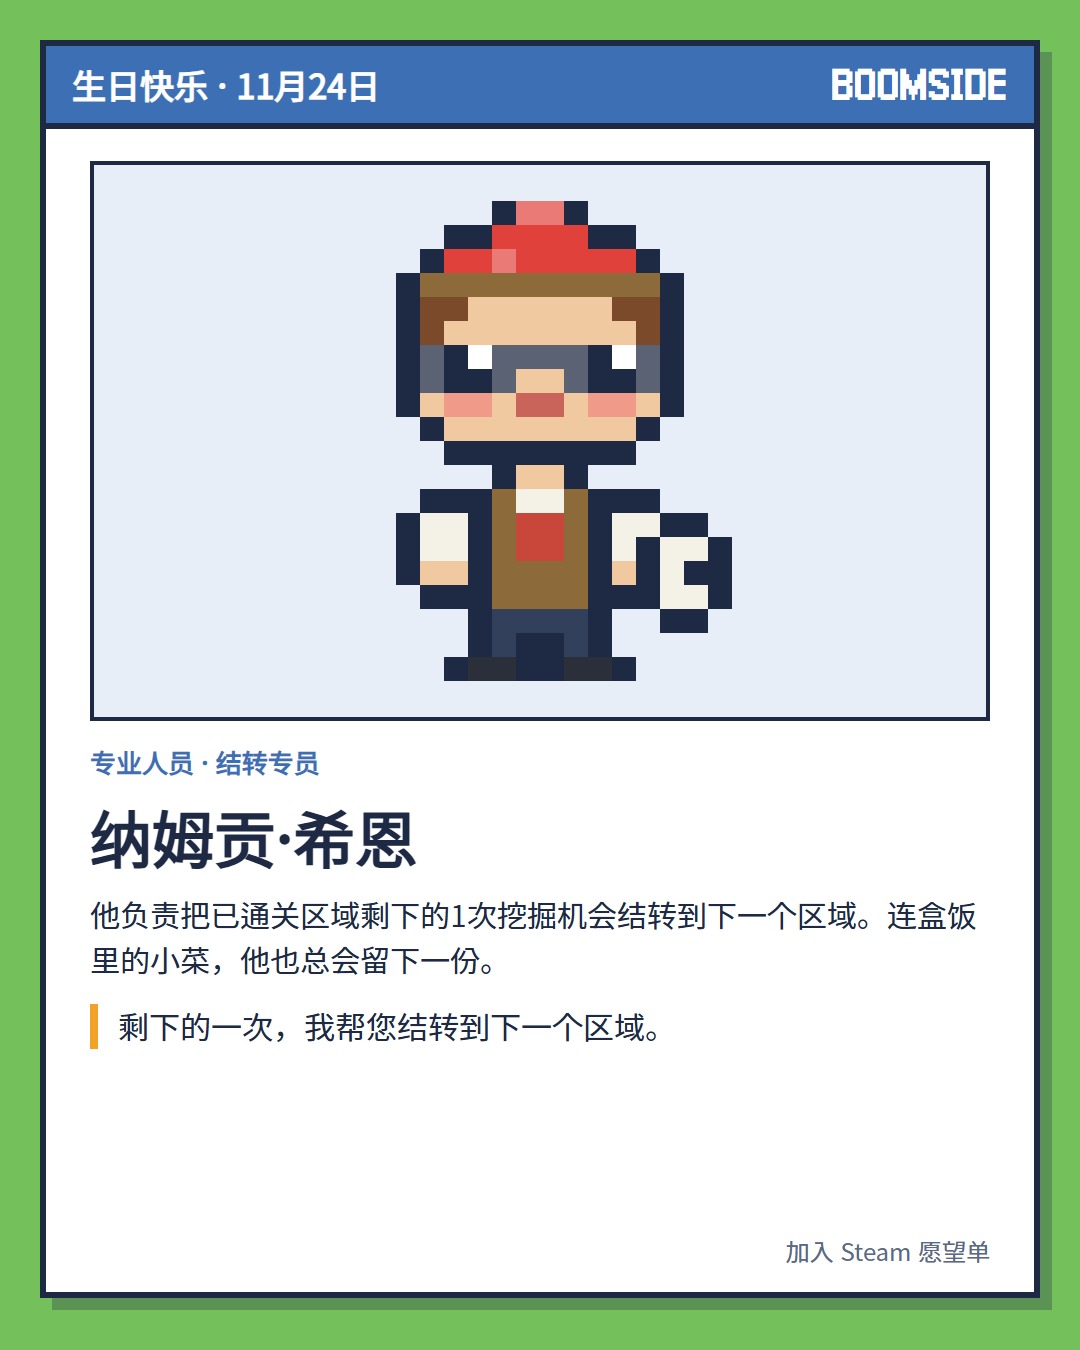 生日快乐 · 11月24日
BOOMSIDE
专业人员 · 结转专员
纳姆贡·希恩
他负责把已通关区域剩下的1次挖掘机会结转到下一个区域。连盒饭
里的小菜，他也总会留下一份。
剩下的一次，我帮您结转到下一个区域。
加入 Steam 愿望单